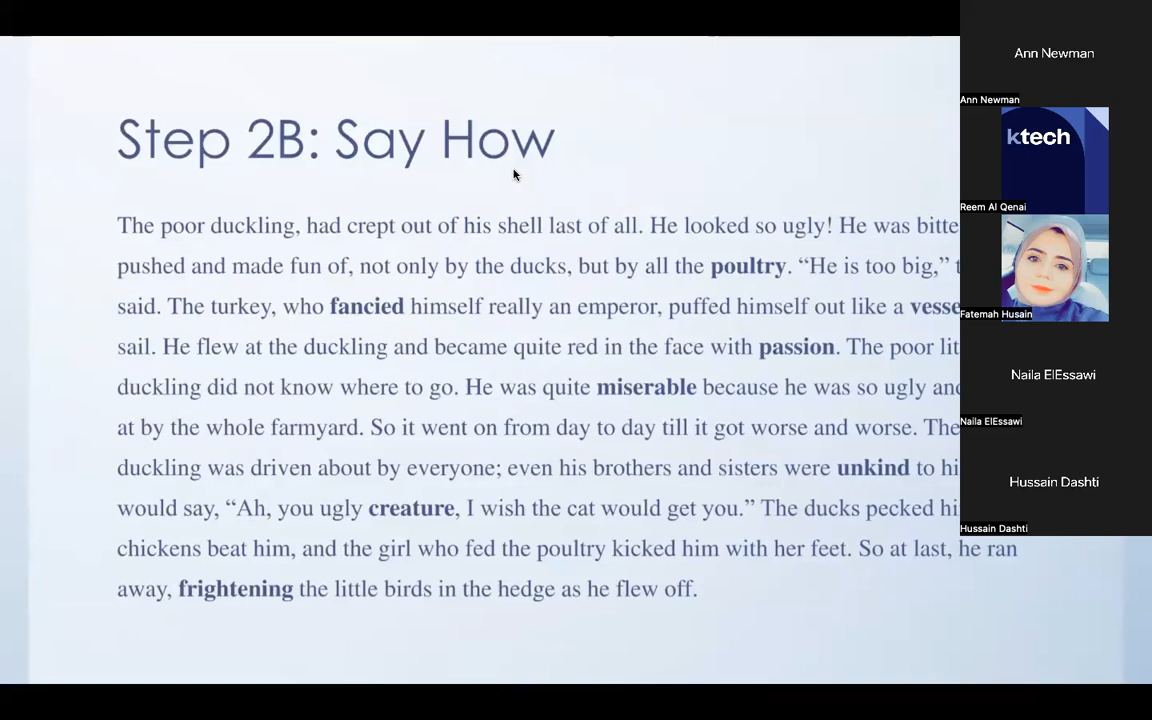 Step 2B: Say How
The poor duckling, had crept out of his shell last of all. He looked so ugly! He was
pushed and made fun of, not only by the ducks, but by all the poultry. “He is too big,”
said. The turkey, who fancied himself really an emperor, puffed himself out like a
sail. He flew at the duckling and became quite red in the face with passion. The poor
duckling did not know where to go. He was quite miserable because he was so ugly
at by the whole farmyard. So it went on from day to day till it got worse and worse.
duckling was driven about by everyone; even his brothers and sisters were unkind to
would say, “Ah, you ugly creature, I wish the cat would get you.” The ducks pecked
chickens beat him, and the girl who fed the poultry kicked him with her feet. So at last, he ran
away, frightening the little birds in the hedge as he flew off.
Ann Newman
Ann Newman
ktech
Reem Al Qenai
Fatemah Husain
Naila ElEssawi
Naila ElEssawi
Hussain Dashti
Hussain Dashti